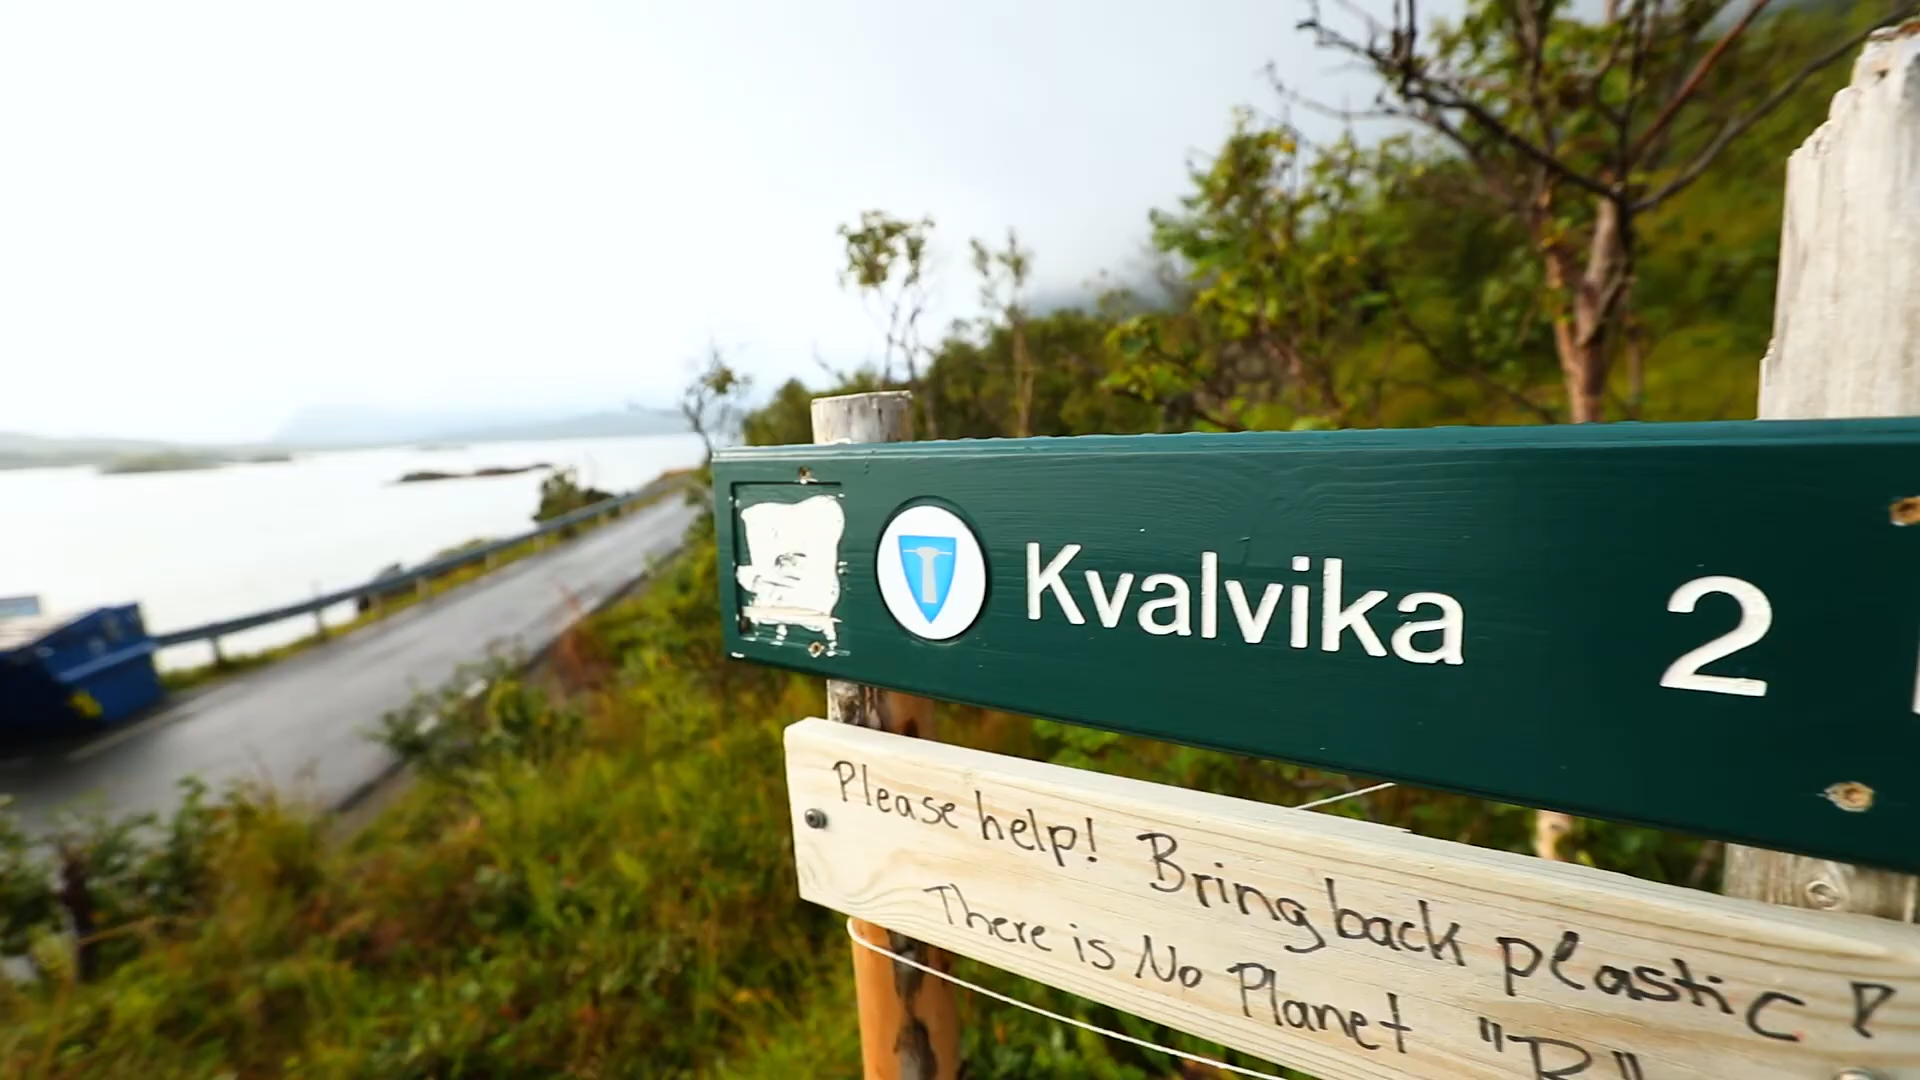 Kvalvika 2
Please help! Bring back plastic!
There is No Planet "B"